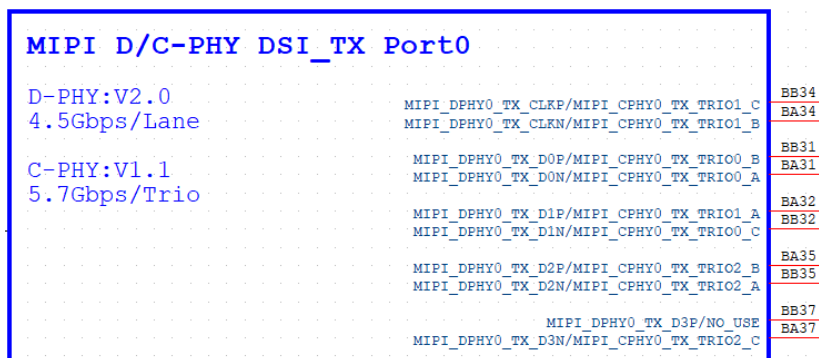 MIPI D/C-PHY DSI_TX Port0
D-PHY:V2.0
4.5Gbps/Lane
C-PHY:V1.1
5.7Gbps/Trio
MIPI_DPHY0_TX_CLKP/MIPI_CPHY0_TX_TRIO1_C BB34
MIPI_DPHY0_TX_CLKN/MIPI_CPHY0_TX_TRIO1_B BA34
MIPI_DPHY0_TX_D0P/MIPI_CPHY0_TX_TRIO0_B BB31
MIPI_DPHY0_TX_D0N/MIPI_CPHY0_TX_TRIO0_A BA31
MIPI_DPHY0_TX_D1P/MIPI_CPHY0_TX_TRIO1_A BA32
MIPI_DPHY0_TX_D1N/MIPI_CPHY0_TX_TRIO0_C BB32
MIPI_DPHY0_TX_D2P/MIPI_CPHY0_TX_TRIO2_B BA35
MIPI_DPHY0_TX_D2N/MIPI_CPHY0_TX_TRIO2_A BB35
MIPI_DPHY0_TX_D3P/NO_USE BB37
MIPI_DPHY0_TX_D3N/MIPI_CPHY0_TX_TRIO2_C BA37